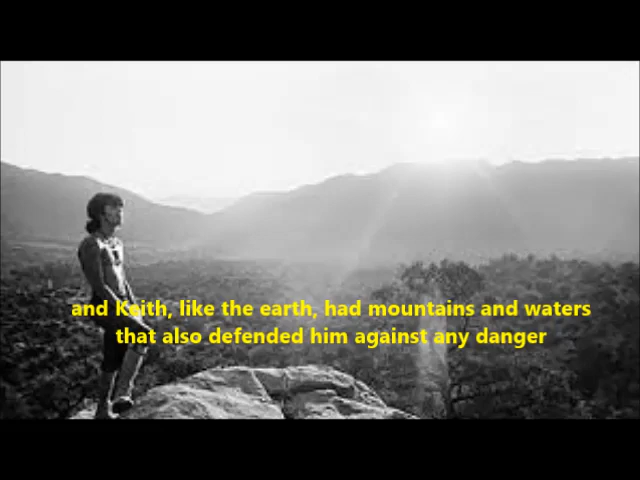 and Keith, like the earth, had mountains and waters
that also defended him against any danger